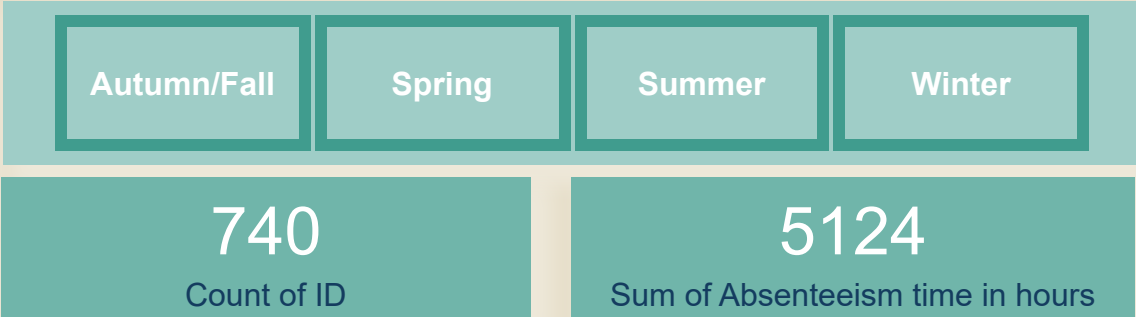 Autumn/Fall
Spring
Summer
Winter
740
Count of ID
5124
Sum of Absenteeism time in hours